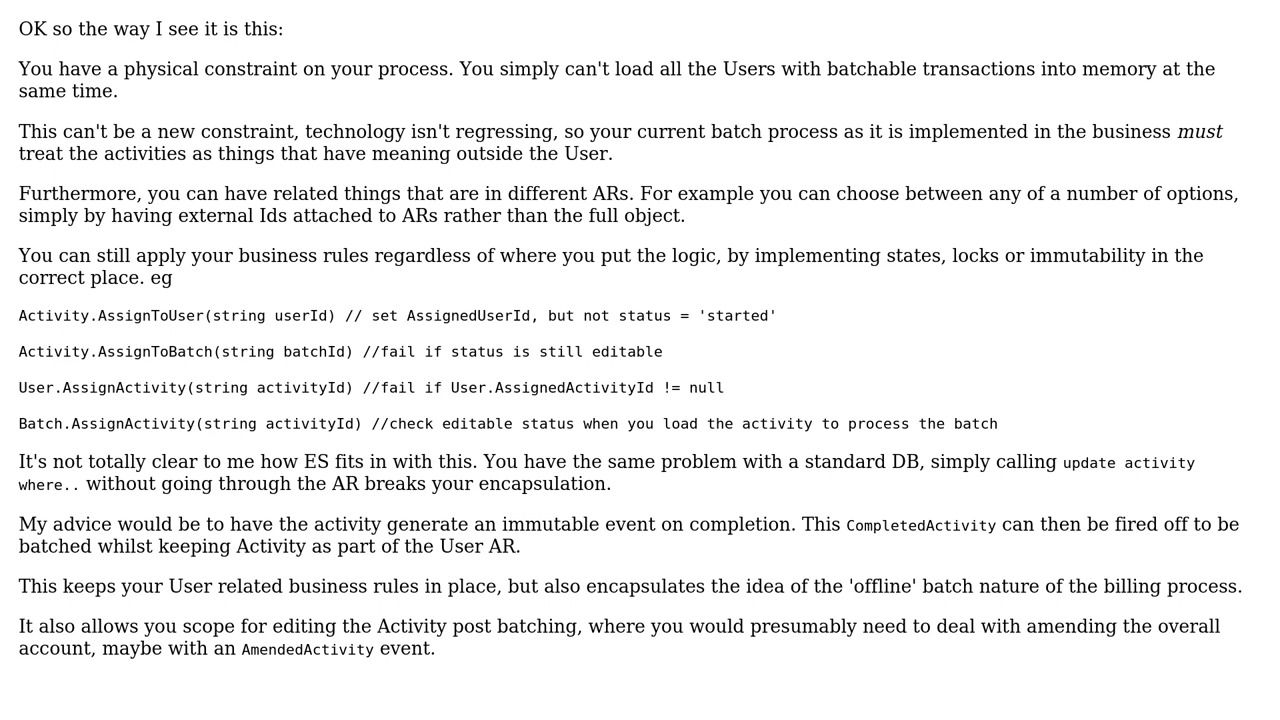 OK so the way I see it is this:
You have a physical constraint on your process. You simply can't load all the Users with batchable transactions into memory at the
same time.
This can't be a new constraint, technology isn't regressing, so your current batch process as it is implemented in the business must
treat the activities as things that have meaning outside the User.
Furthermore, you can have related things that are in different ARs. For example you can choose between any of a number of options,
simply by having external Ids attached to ARs rather than the full object.
You can still apply your business rules regardless of where you put the logic, by implementing states, locks or immutability in the
correct place. eg
Activity.AssignToUser(string userId) // set AssignedUserId, but not status = 'started'
Activity.AssignToBatch(string batchId) //fail if status is still editable
User.AssignActivity(string activityId) //fail if User.AssignedActivityId != null
Batch.AssignActivity(string activityId) //check editable status when you load the activity to process the batch
It's not totally clear to me how ES fits in with this. You have the same problem with a standard DB, simply calling update activity
where.. without going through the AR breaks your encapsulation.
My advice would be to have the activity generate an immutable event on completion. This CompletedActivity can then be fired off to be
batched whilst keeping Activity as part of the User AR.
This keeps your User related business rules in place, but also encapsulates the idea of the 'offline' batch nature of the billing process.
It also allows you scope for editing the Activity post batching, where you would presumably need to deal with amending the overall
account, maybe with an AmendedActivity event.